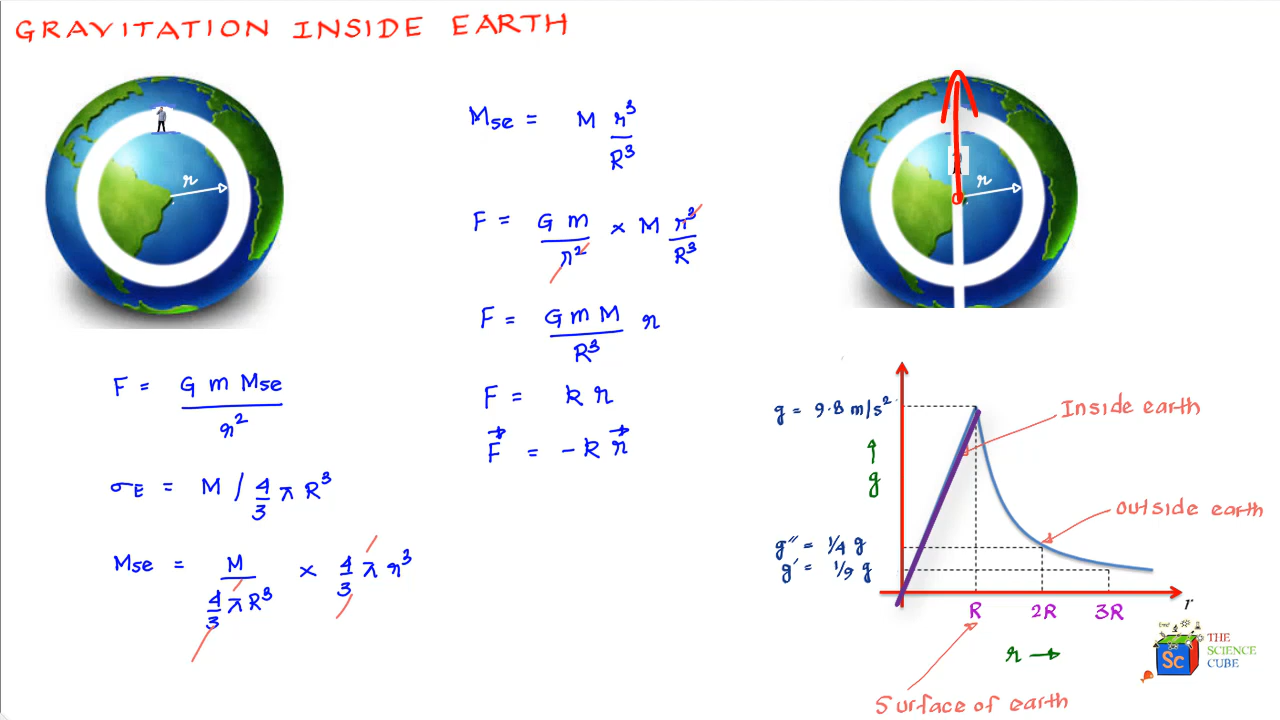 GRAVITATION INSIDE EARTH
r
F = G m Mse / r²
σE = M / 4/3 π R³
Mse = M / 4/3 π R³ × 4/3 π r³
Mse = M r³ / R³
F = G m / r² × M r³ / R³
F = G m M / R³ r
F = k r
F⃗ = - k r⃗
r
g = 9.8 m/s²
Inside earth
↑
g
outside earth
g″ = 1/4 g
g′ = 1/9 g
R 2R 3R r
r →
Surface of earth
Sc
THE
SCIENCE
CUBE